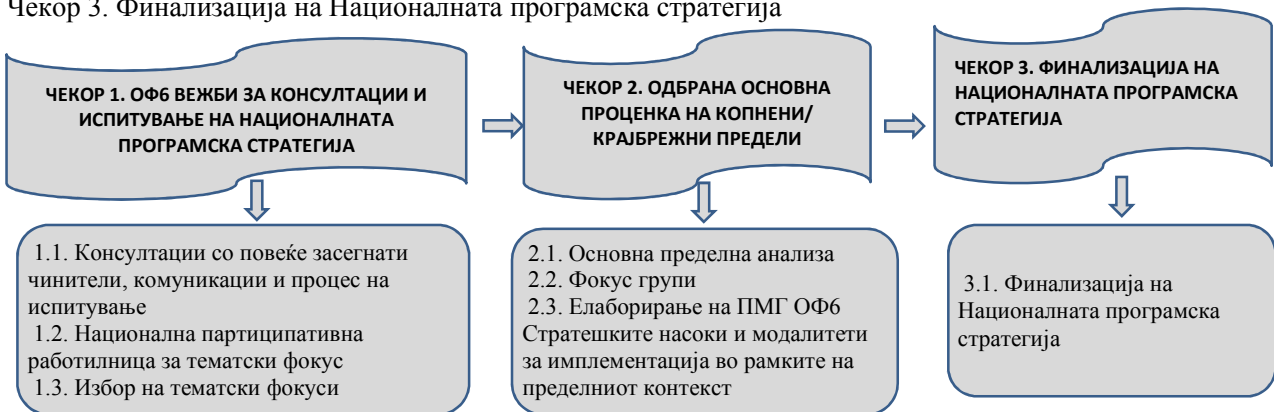 Чекор 3. Финализација на Националната програмска стратегија
ЧЕКОР 1. ОФ6 ВЕЖБИ ЗА КОНСУЛТАЦИИ И
ИСПИТУВАЊЕ НА НАЦИОНАЛНАТА
ПРОГРАМСКА СТРАТЕГИЈА
ЧЕКОР 2. ОДБРАНА ОСНОВНА
ПРОЦЕНКА НА КОПНЕНИ/
КРАЈБРЕЖНИ ПРЕДЕЛИ
ЧЕКОР 3. ФИНАЛИЗАЦИЈА НА
НАЦИОНАЛНАТА ПРОГРАМСКА
СТРАТЕГИЈА
1.1. Консултации со повеќе засегнати
чинители, комуникации и процес на
испитување
1.2. Национална партиципативна
работилница за тематски фокус
1.3. Избор на тематски фокуси
2.1. Основна пределна анализа
2.2. Фокус групи
2.3. Елаборирање на ПМГ ОФ6
Стратешките насоки и модалитети
за имплементација во рамките на
пределниот контекст
3.1. Финализација на
Националната програмска
стратегија